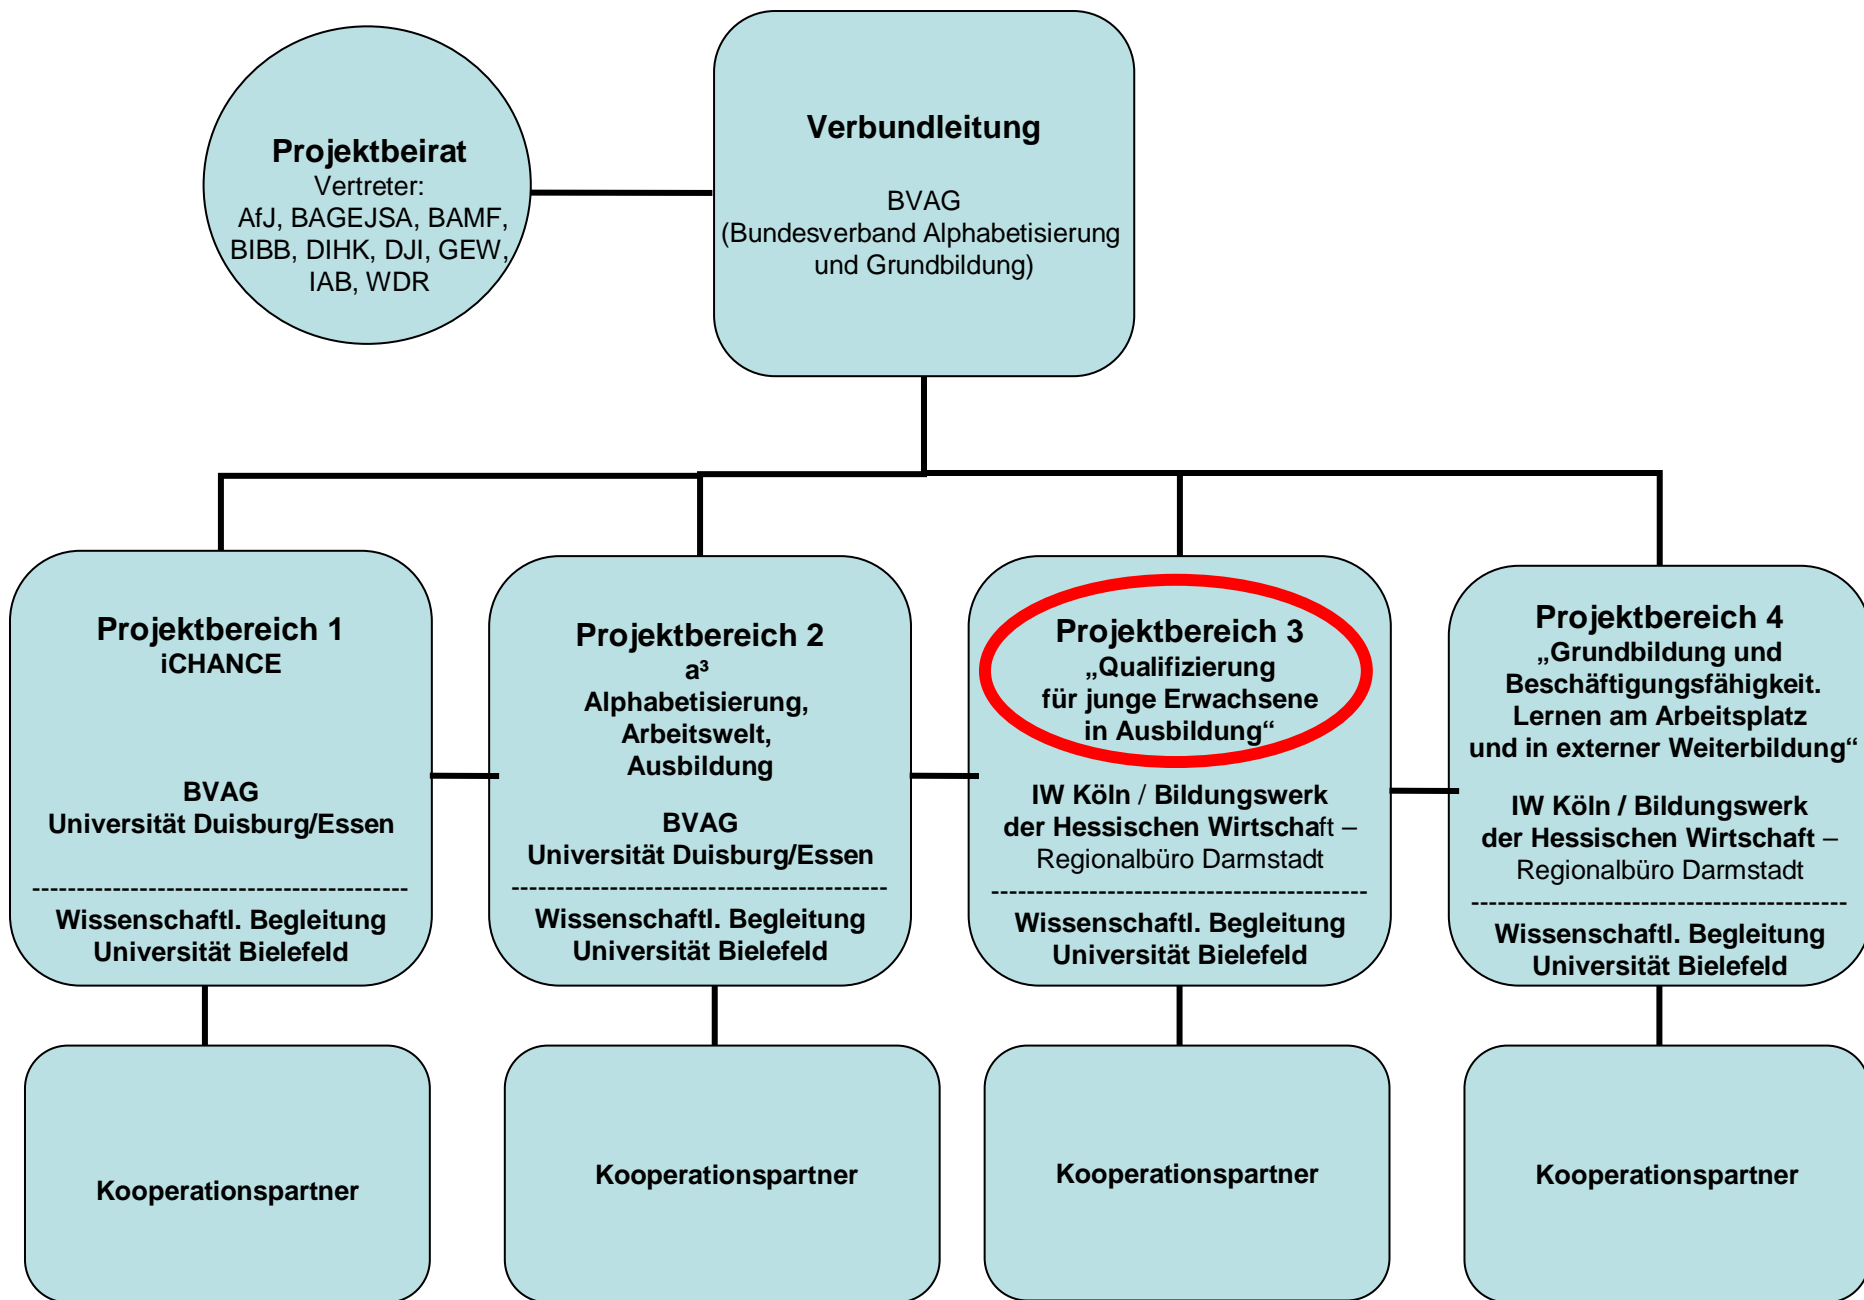 Projektbeirat
Vertreter:
AfJ, BAGEJSA, BAMF,
BIBB, DIHK, DJI, GEW,
IAB, WDR
Verbundleitung
BVAG
(Bundesverband Alphabetisierung
und Grundbildung)
Projektbereich 1
iCHANCE
BVAG
Universität Duisburg/Essen
------------------------------------------
Wissenschaftl. Begleitung
Universität Bielefeld
Projektbereich 2
a³
Alphabetisierung,
Arbeitswelt,
Ausbildung
BVAG
Universität Duisburg/Essen
------------------------------------------
Wissenschaftl. Begleitung
Universität Bielefeld
Projektbereich 3
„Qualifizierung
für junge Erwachsene
in Ausbildung“
IW Köln / Bildungswerk
der Hessischen Wirtschaft –
Regionalbüro Darmstadt
------------------------------------------
Wissenschaftl. Begleitung
Universität Bielefeld
Projektbereich 4
„Grundbildung und
Beschäftigungsfähigkeit.
Lernen am Arbeitsplatz
und in externer Weiterbildung“
IW Köln / Bildungswerk
der Hessischen Wirtschaft –
Regionalbüro Darmstadt
------------------------------------------
Wissenschaftl. Begleitung
Universität Bielefeld
Kooperationspartner
Kooperationspartner
Kooperationspartner
Kooperationspartner